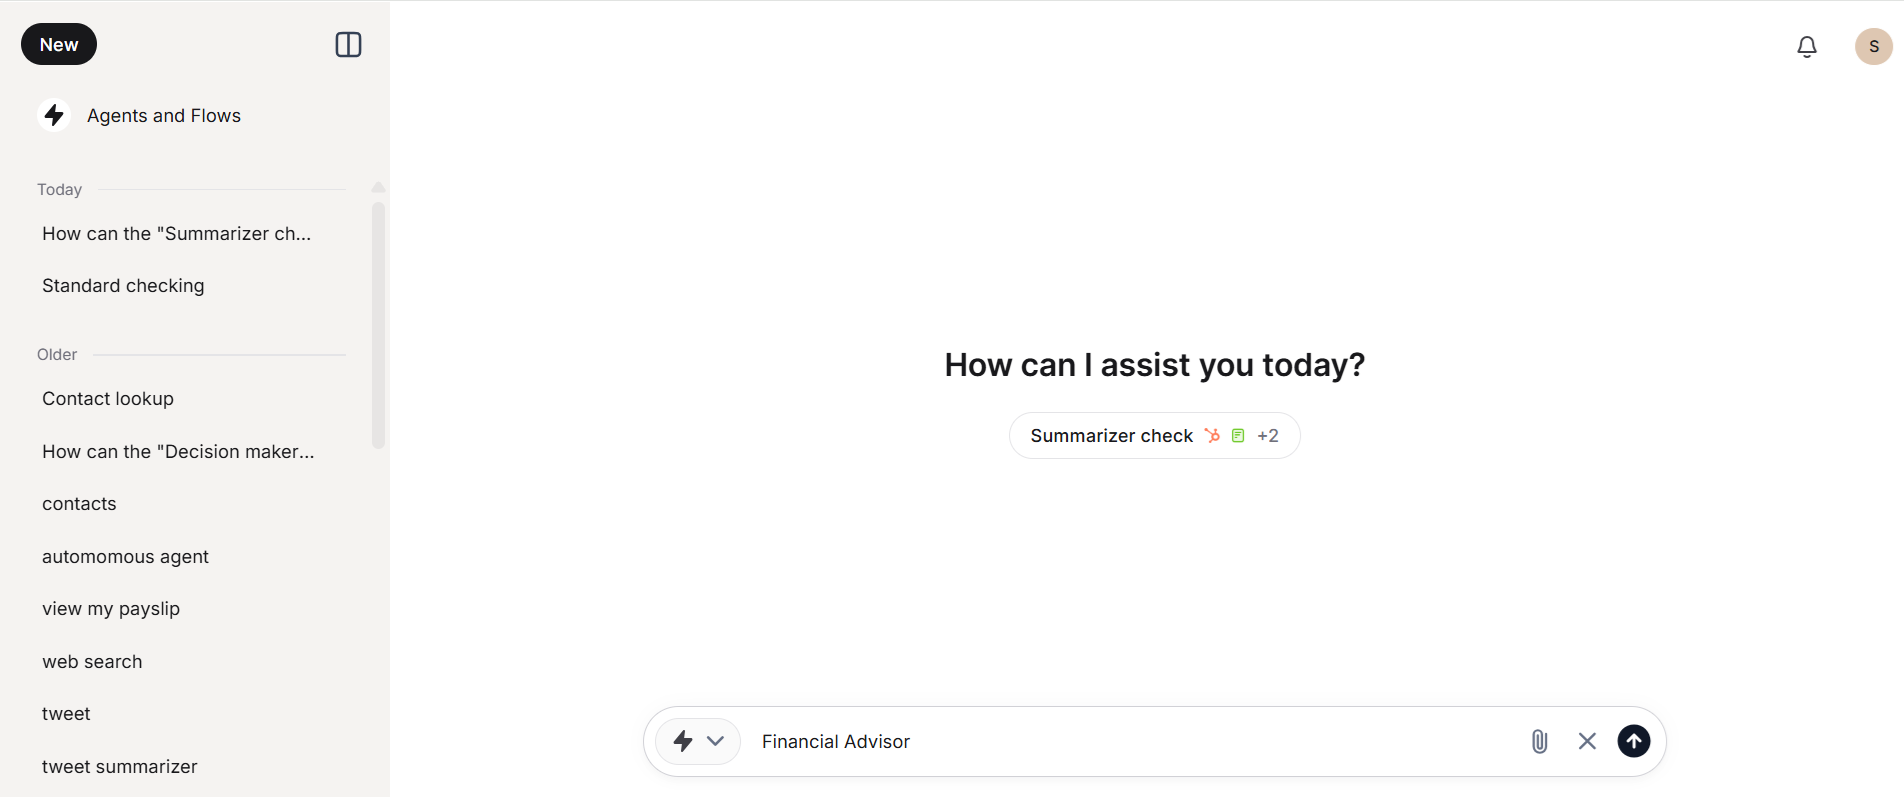 New
Agents and Flows
Today
How can the "Summarizer ch...
Standard checking
Older
Contact lookup
How can the "Decision maker...
contacts
automomous agent
view my payslip
web search
tweet
tweet summarizer
S
How can I assist you today?
Summarizer check +2
Financial Advisor